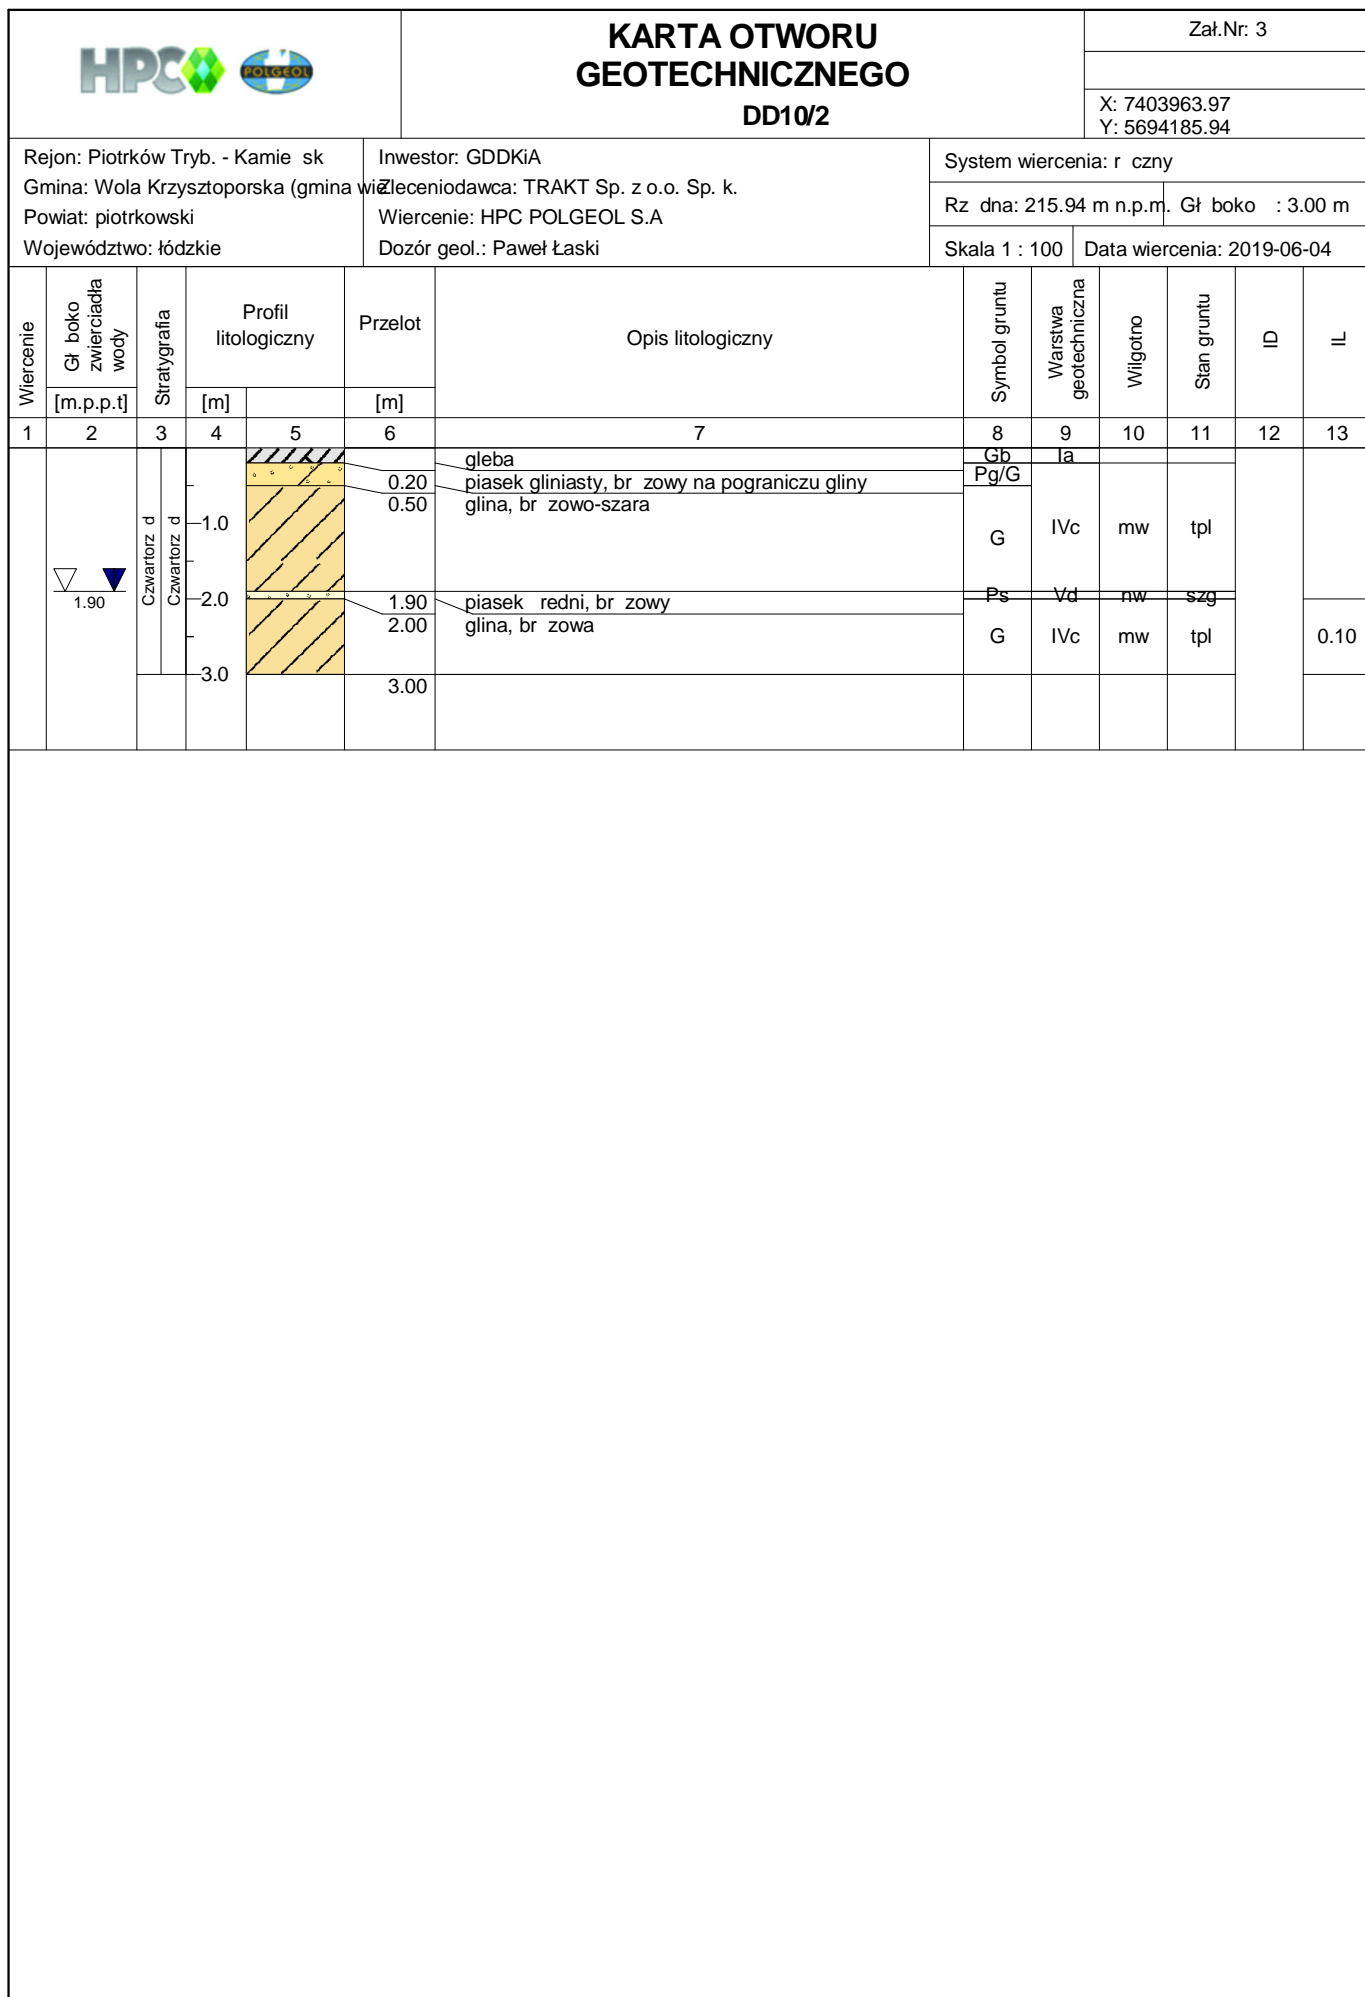 HPC POLGEOL
KARTA OTWORU
GEOTECHNICZNEGO
DD10/2
Zał.Nr: 3
X: 7403963.97
Y: 5694185.94
Rejon: Piotrków Tryb. - Kamie sk
Gmina: Wola Krzysztoporska (gmina wie
Powiat: piotrkowski
Województwo: łódzkie
Inwestor: GDDKiA
Zleceniodawca: TRAKT Sp. z o.o. Sp. k.
Wiercenie: HPC POLGEOL S.A
Dozór geol.: Paweł Łaski
System wiercenia: r czny
Rz dna: 215.94 m n.p.m. Gł boko : 3.00 m
Skala 1 : 100 Data wiercenia: 2019-06-04
Wiercenie
Gł boko
zwierciadła
wody
[m.p.p.t]
Stratygrafia
Profil
litologiczny
[m]
Przelot
[m]
Opis litologiczny
Symbol gruntu
Warstwa
geotechniczna
Wilgotno
Stan gruntu
ID
IL
1 2 3 4 5 6 7 8 9 10 11 12 13
gleba Gb Ia
0.20 piasek gliniasty, br zowy na pograniczu gliny Pg/G
0.50 glina, br zowo-szara
1.0 G IVc mw tpl
Czwartorz d
Czwartorz d
1.90
2.0 1.90 piasek redni, br zowy Ps Vd nw szg
2.00 glina, br zowa G IVc mw tpl 0.10
3.0
3.00